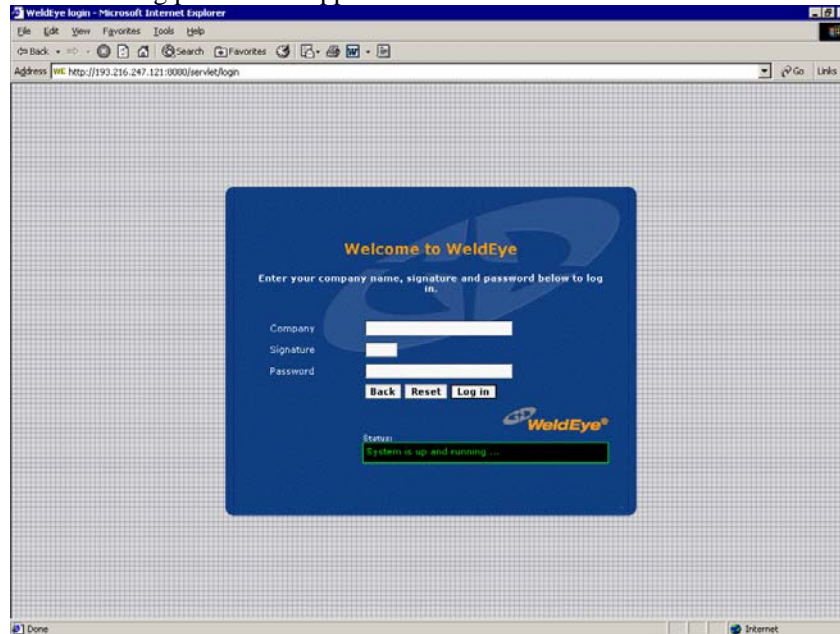 WeldEye login - Microsoft Internet Explorer
File Edit View Favorites Tools Help
Back Search Favorites
Address http://193.216.247.121:8080/servlet/login Go Links
Welcome to WeldEye
Enter your company name, signature and password below to log
in.
Company
Signature
Password
Back Reset Log in
WeldEye®
Status:
System is up and running ...
Done Internet